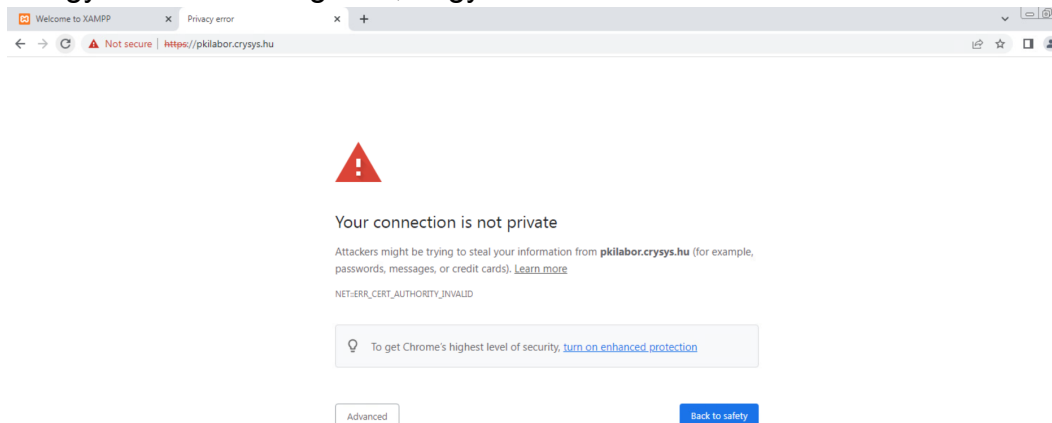 Welcome to XAMPP
Privacy error
Not secure | https://pkilabor.crysys.hu
Your connection is not private
Attackers might be trying to steal your information from pkilabor.crysys.hu (for example,
passwords, messages, or credit cards). Learn more
NET::ERR_CERT_AUTHORITY_INVALID
To get Chrome's highest level of security, turn on enhanced protection
Advanced
Back to safety